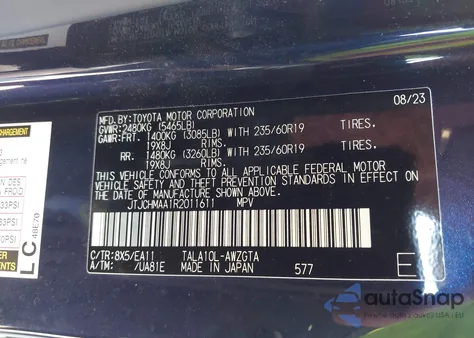 08/23
MFD.BY:TOYOTA MOTOR CORPORATION
GVWR:2480KG (5465LB)
GAWR:FRT. 1400KG (3085LB) WITH 235/60R19 TIRES.
19X8J RIMS.
RR. 1480KG (3260LB) WITH 235/60R19 TIRES.
19X8J RIMS.
THIS VEHICLE CONFORMS TO ALL APPLICABLE FEDERAL MOTOR
VEHICLE SAFETY AND THEFT PREVENTION STANDARDS IN EFFECT ON
THE DATE OF MANUFACTURE SHOWN ABOVE.
JTJCHMAA1R2011611 MPV
C/TR:8X5/EA11 TALA10L-AWZGTA
A/TM: /UA81E MADE IN JAPAN 577
LC 4BE70
autoSnap